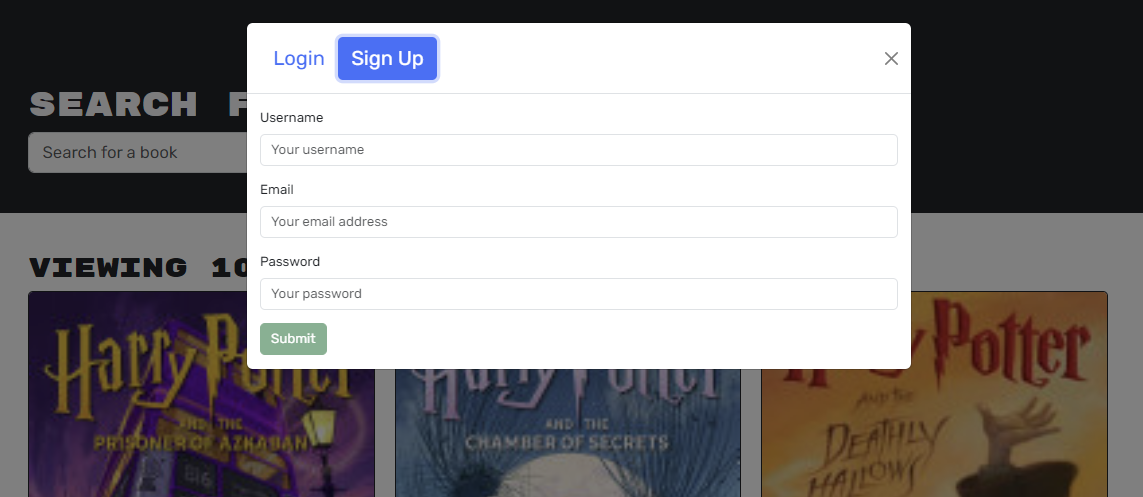 Login Sign Up
SEARCH F
Search for a book
Username
Your username
Email
Your email address
Password
Your password
Submit
VIEWING 10
Harry Potter
AND THE
PRISONER OF AZKABAN
Harry Potter
AND THE
CHAMBER OF SECRETS
Harry Potter
AND THE
DEATHLY
HALLOWS